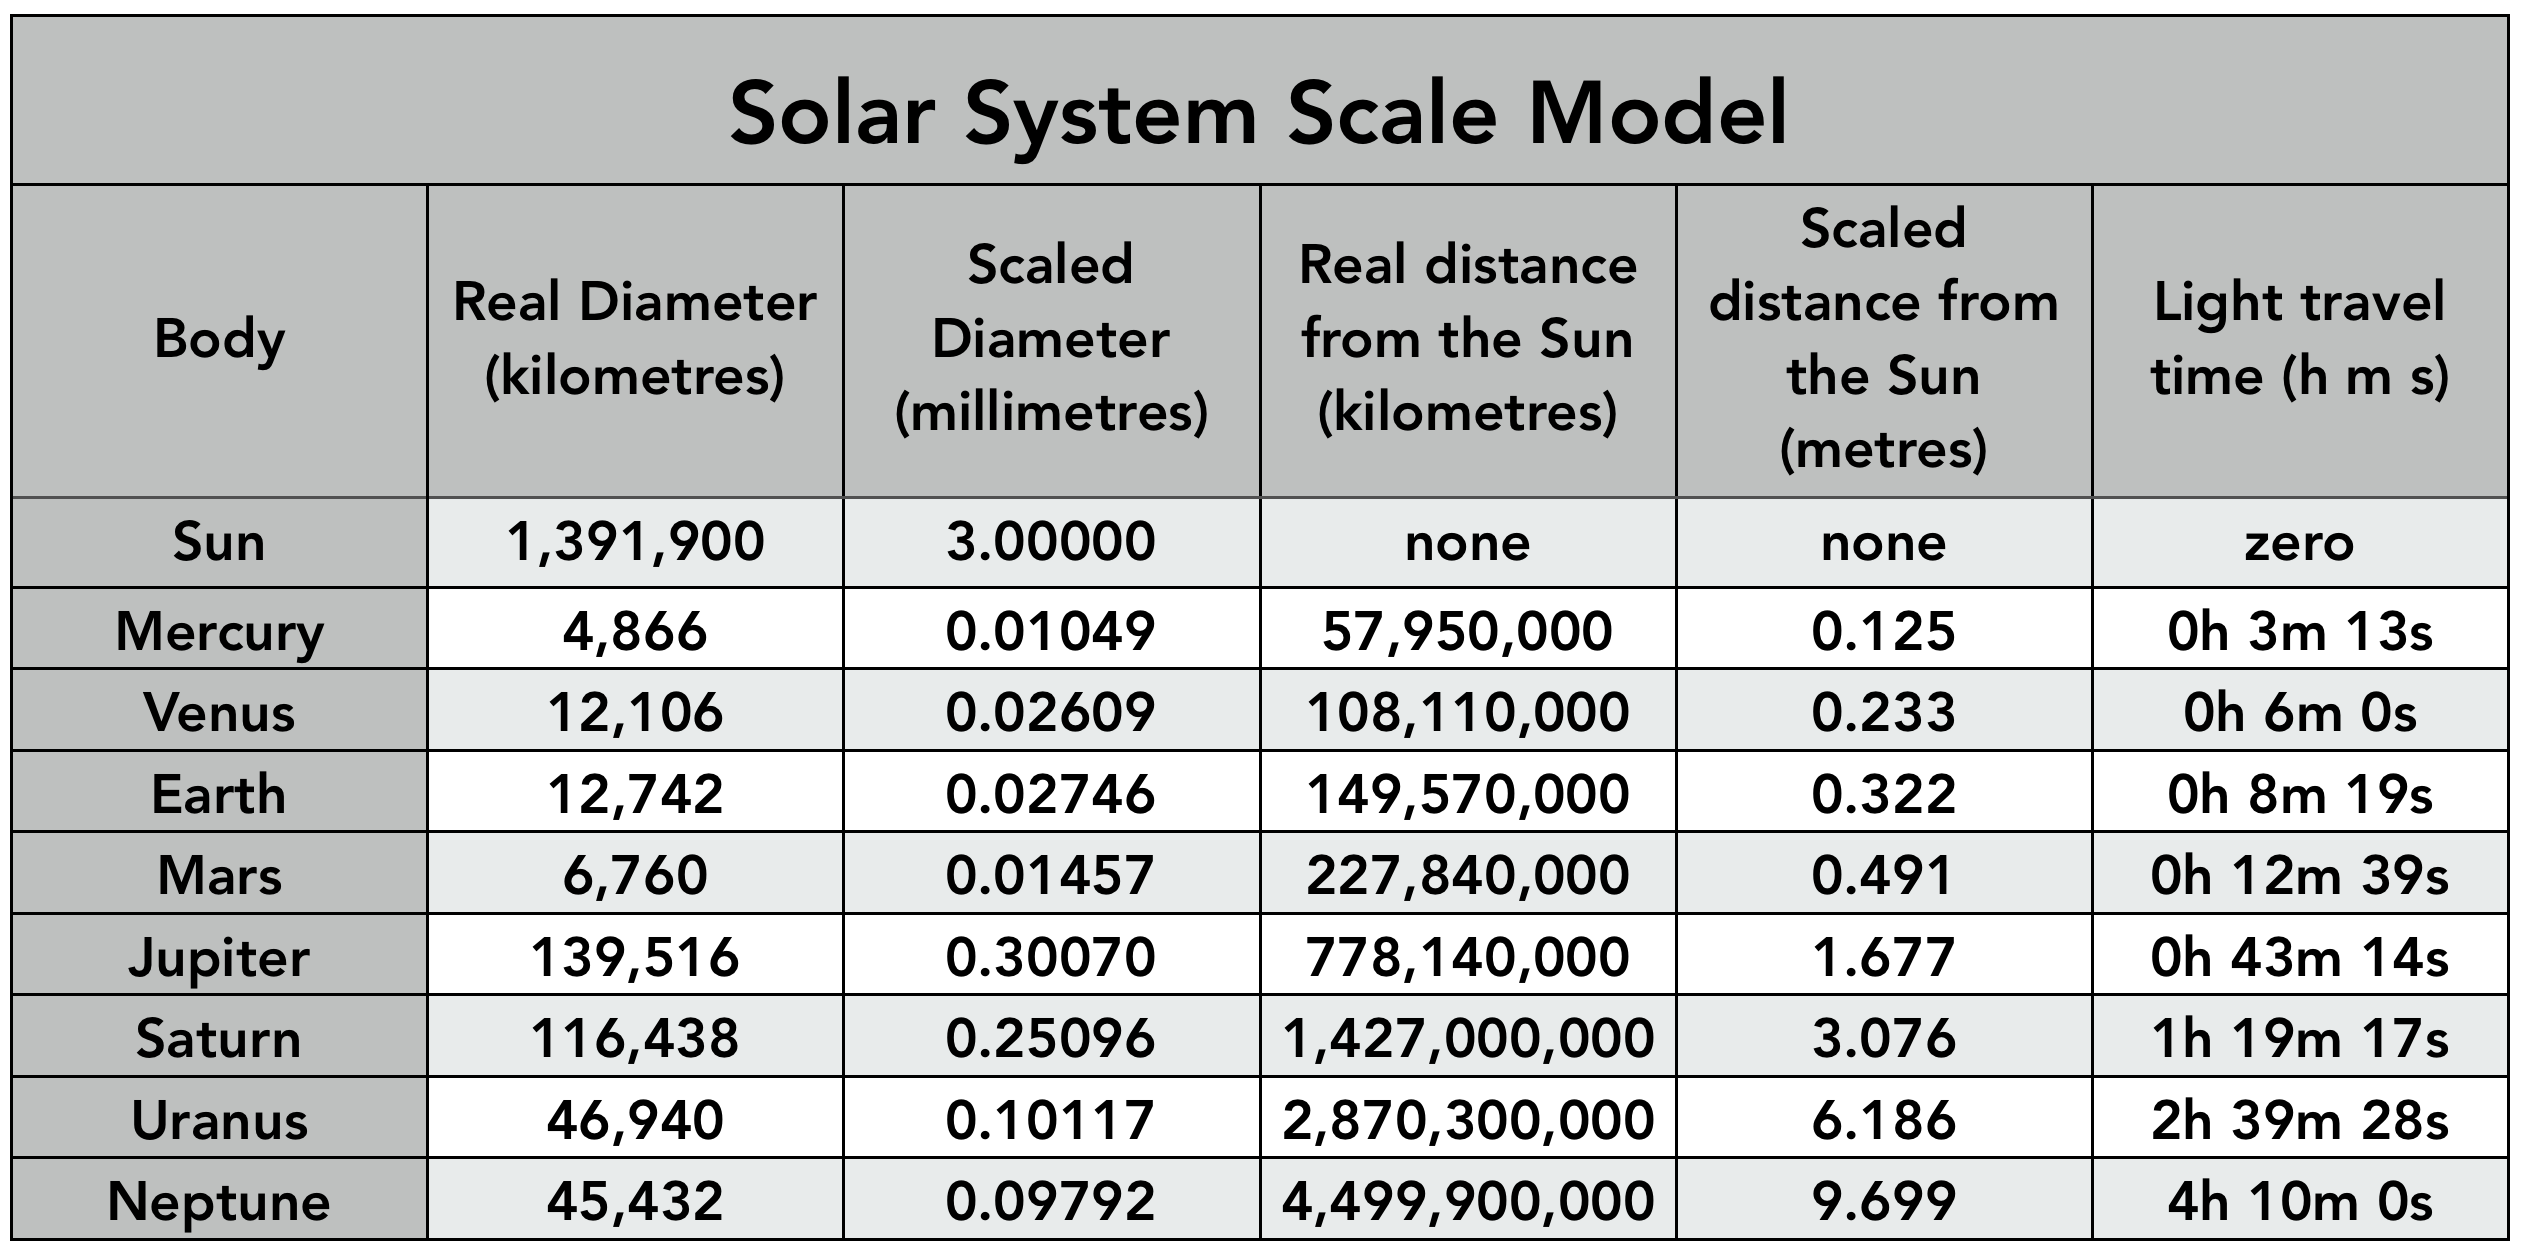 Solar System Scale Model
Body
Real Diameter
(kilometres)
Scaled
Diameter
(millimetres)
Real distance
from the Sun
(kilometres)
Scaled
distance from
the Sun
(metres)
Light travel
time (h m s)
Sun 1,391,900 3.00000 none none zero
Mercury 4,866 0.01049 57,950,000 0.125 0h 3m 13s
Venus 12,106 0.02609 108,110,000 0.233 0h 6m 0s
Earth 12,742 0.02746 149,570,000 0.322 0h 8m 19s
Mars 6,760 0.01457 227,840,000 0.491 0h 12m 39s
Jupiter 139,516 0.30070 778,140,000 1.677 0h 43m 14s
Saturn 116,438 0.25096 1,427,000,000 3.076 1h 19m 17s
Uranus 46,940 0.10117 2,870,300,000 6.186 2h 39m 28s
Neptune 45,432 0.09792 4,499,900,000 9.699 4h 10m 0s